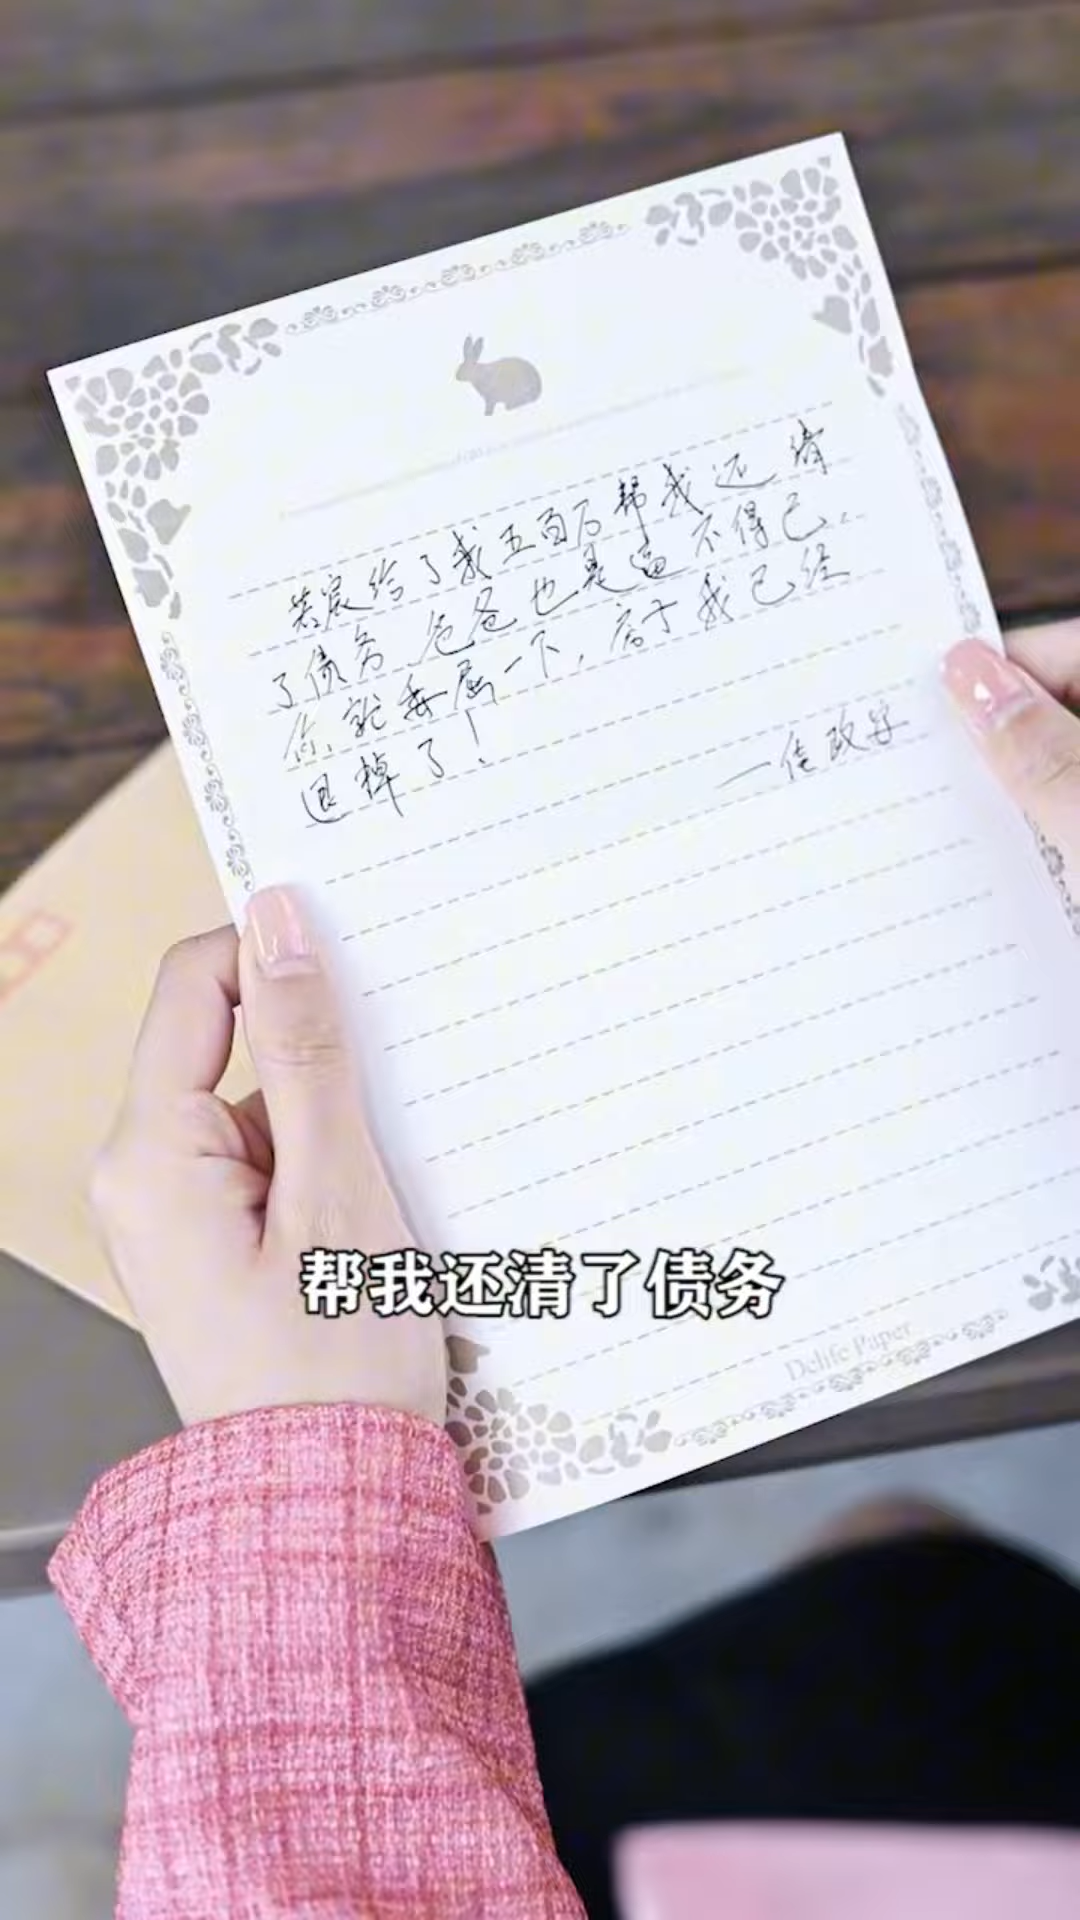 宸给了我五百万帮我还清
了债务 爸爸也是逼不得已.
你就委屈一下,房子我已经
退掉了!
帮我还清了债务
Delife Paper